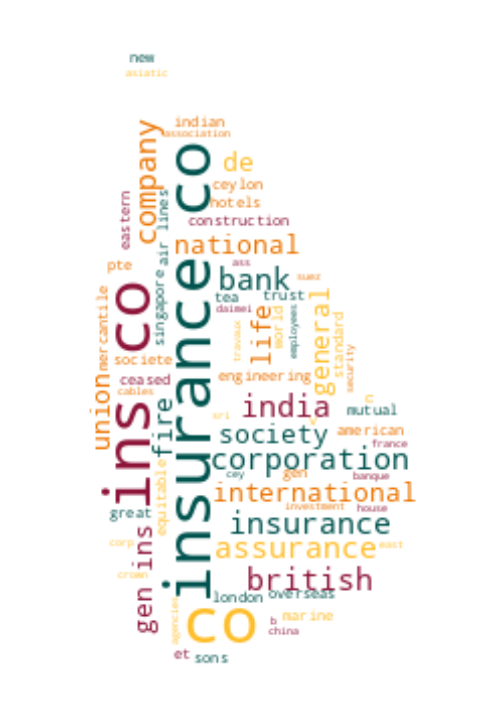 new
asiatic
indian
association
company
insurance co
de
ceylon
hotels
eastern
air lines
construction
national
ass
pte
bank
suez
singapore
tea
trust
daimei
ins co
mercantile
life
world
employees
general
standard
travaux
security
societe
ceased
cables
engineering
union
fire
india
c
mutual
sri
v
society
american
france
corporation
cey
gen
banque
equitable
international
great
investment
house
insurance
gen ins
corp
assurance
east
crown
british
london
overseas
agencies
co
marine
b
china
et
sons